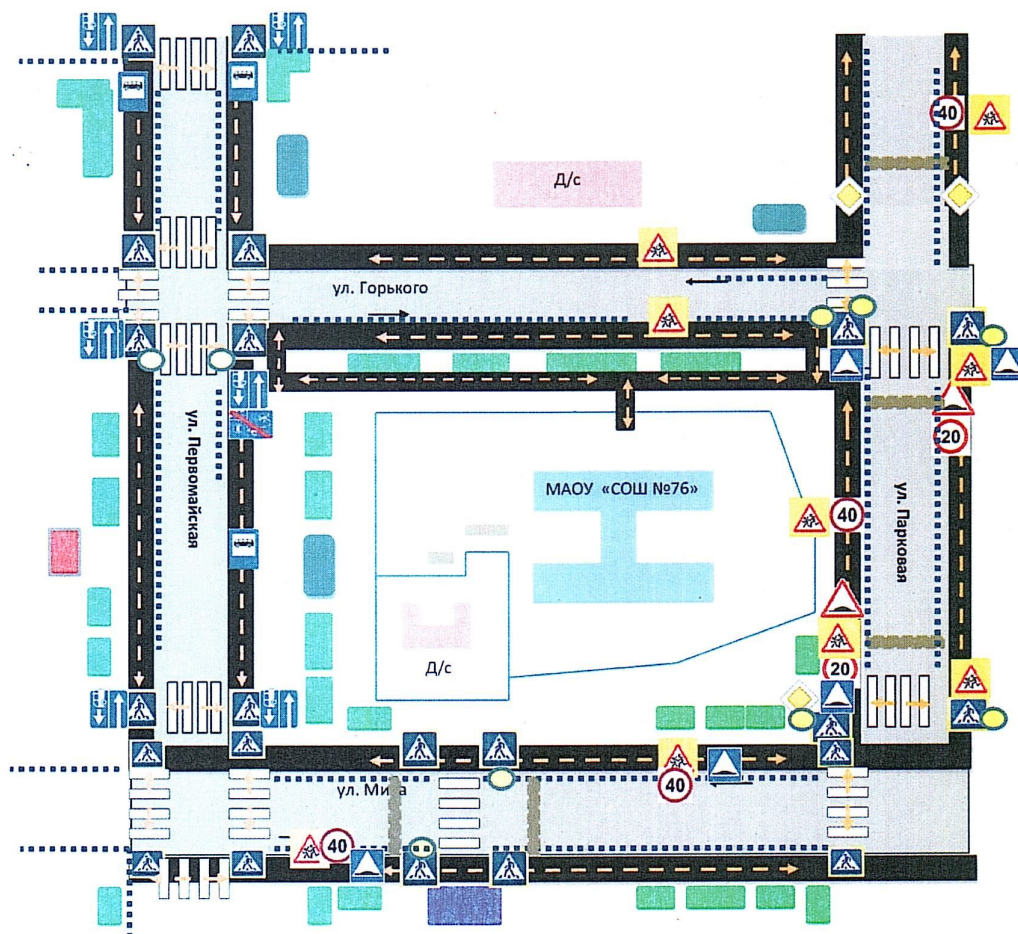 40
Д/с
ул. Горького
ул. Первомайская
20
МАОУ «СОШ №76»
40
ул. Парковая
Д/с
20
40
ул. Мира
40